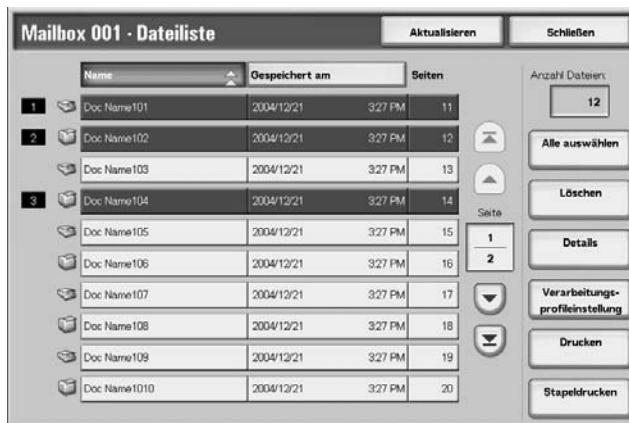 Mailbox 001 - Dateiliste
Aktualisieren
Schließen
Name
Gespeichert am
Seiten
Anzahl Dateien:
12
1 Doc Name101 2004/12/21 3:27 PM 11
2 Doc Name102 2004/12/21 3:27 PM 12
Doc Name103 2004/12/21 3:27 PM 13
3 Doc Name104 2004/12/21 3:27 PM 14
Doc Name105 2004/12/21 3:27 PM 15
Doc Name106 2004/12/21 3:27 PM 16
Doc Name107 2004/12/21 3:27 PM 17
Doc Name108 2004/12/21 3:27 PM 18
Doc Name109 2004/12/21 3:27 PM 19
Doc Name1010 2004/12/21 3:27 PM 20
Seite
1
2
Alle auswählen
Löschen
Details
Verarbeitungs-
profileinstellung
Drucken
Stapeldrucken